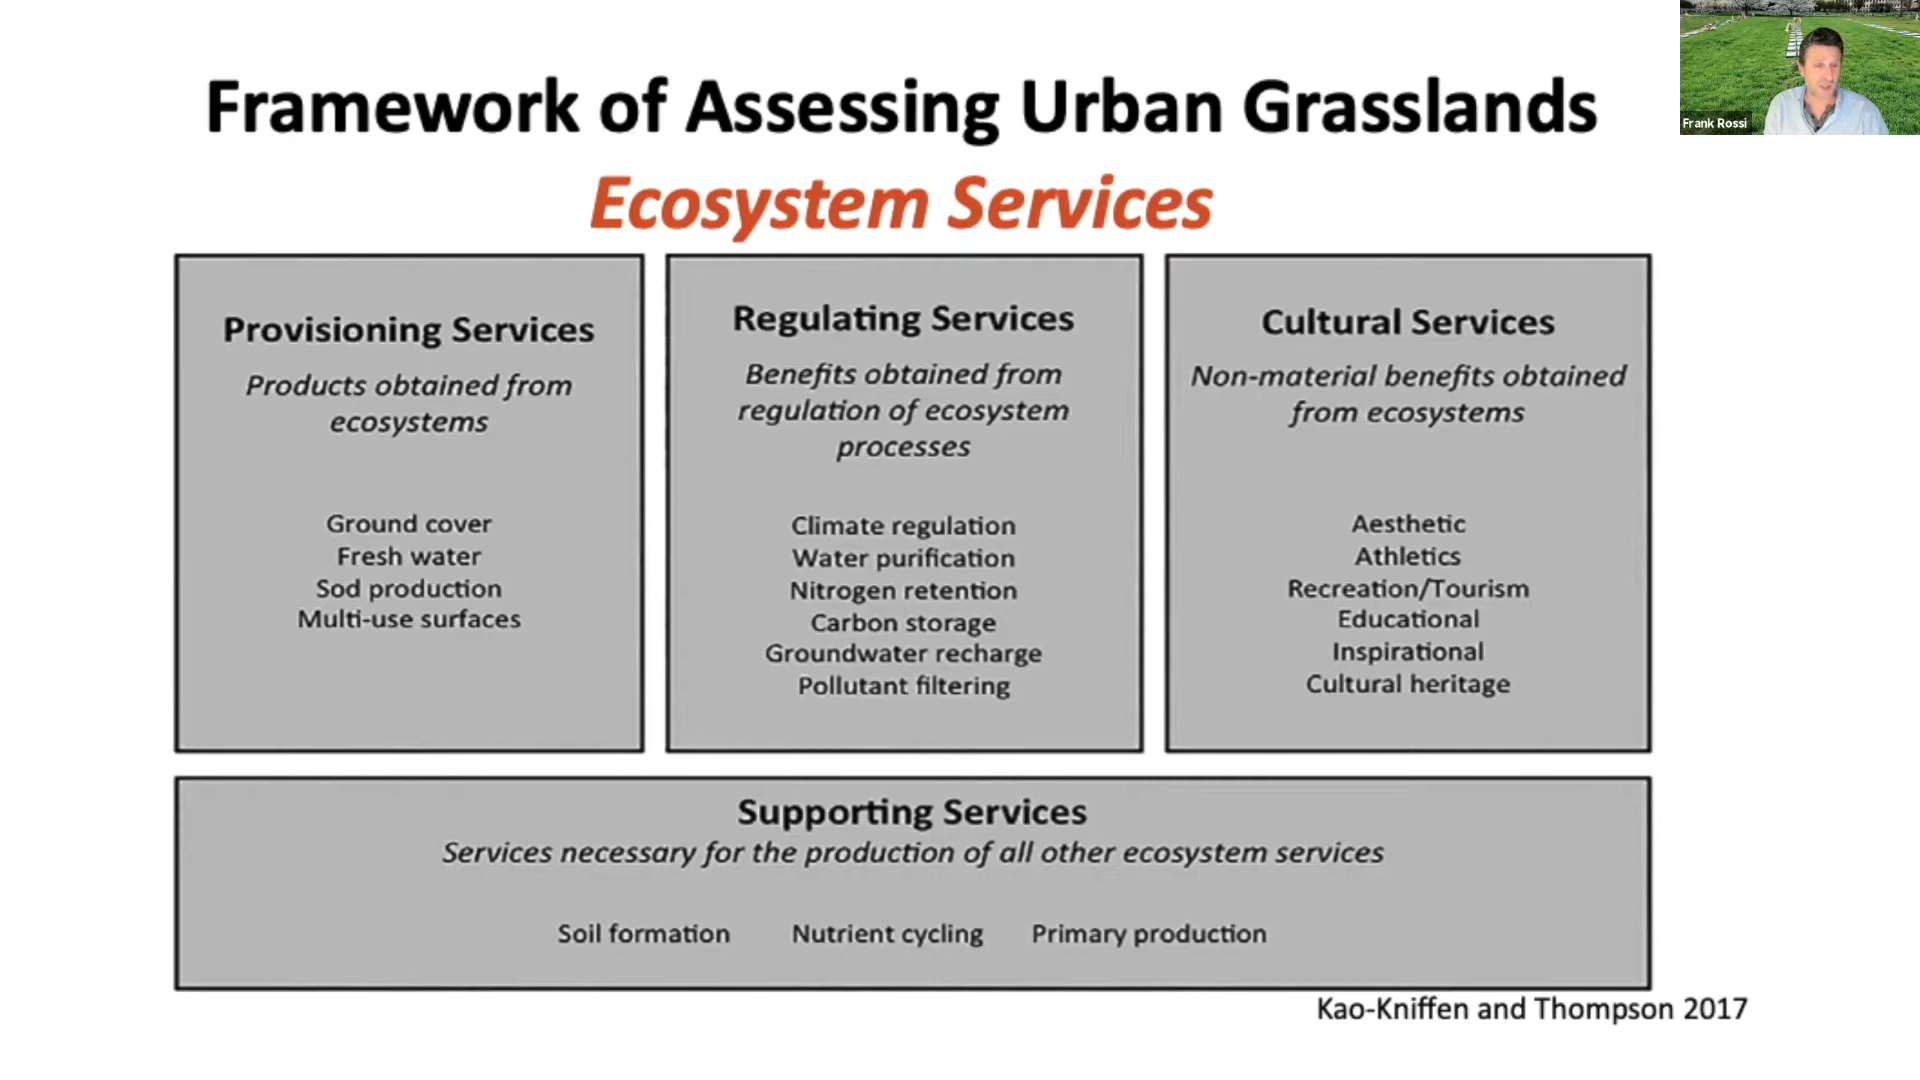 Framework of Assessing Urban Grasslands
Ecosystem Services
Frank Rossi
Provisioning Services
Products obtained from
ecosystems
Ground cover
Fresh water
Sod production
Multi-use surfaces
Regulating Services
Benefits obtained from
regulation of ecosystem
processes
Climate regulation
Water purification
Nitrogen retention
Carbon storage
Groundwater recharge
Pollutant filtering
Cultural Services
Non-material benefits obtained
from ecosystems
Aesthetic
Athletics
Recreation/Tourism
Educational
Inspirational
Cultural heritage
Supporting Services
Services necessary for the production of all other ecosystem services
Soil formation Nutrient cycling Primary production
Kao-Kniffen and Thompson 2017